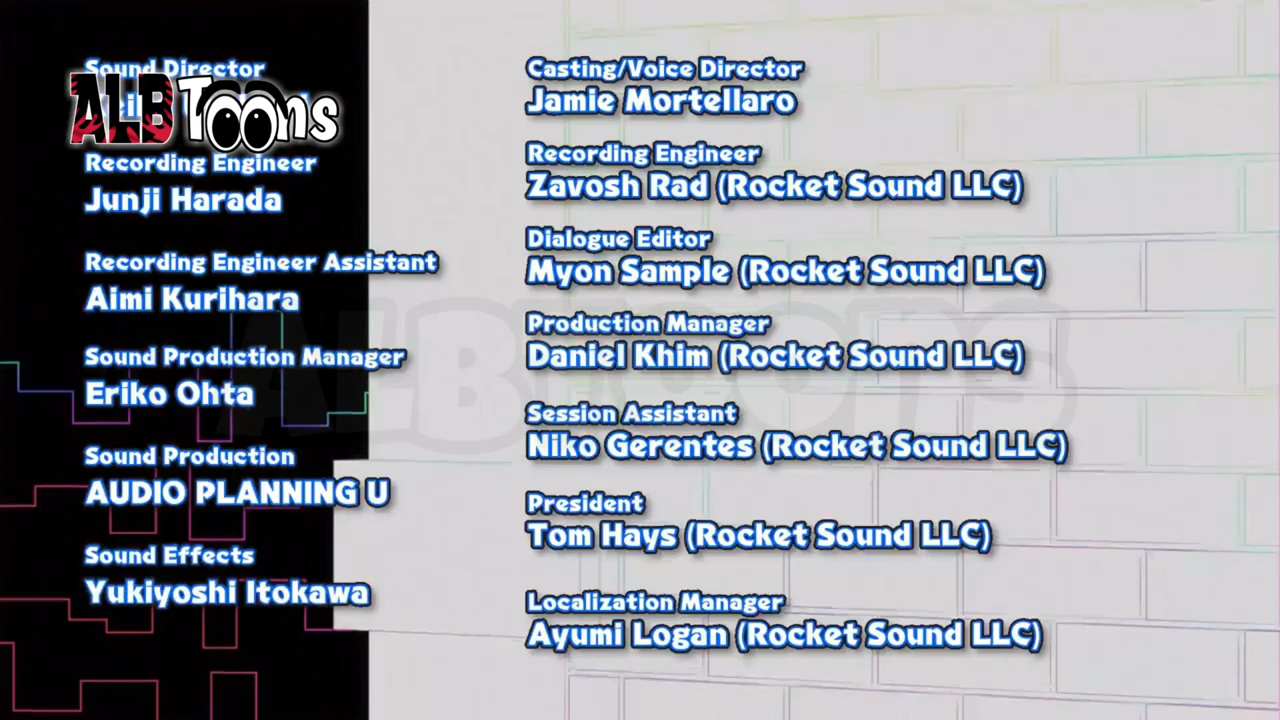 Sound Director
ALB Toons
Recording Engineer
Junji Harada
Recording Engineer Assistant
Aimi Kurihara
Sound Production Manager
Eriko Ohta
Sound Production
AUDIO PLANNING U
Sound Effects
Yukiyoshi Itokawa
Casting/Voice Director
Jamie Mortellaro
Recording Engineer
Zavosh Rad (Rocket Sound LLC)
Dialogue Editor
Myon Sample (Rocket Sound LLC)
Production Manager
Daniel Khim (Rocket Sound LLC)
Session Assistant
Niko Gerentes (Rocket Sound LLC)
President
Tom Hays (Rocket Sound LLC)
Localization Manager
Ayumi Logan (Rocket Sound LLC)
ALBTOONS